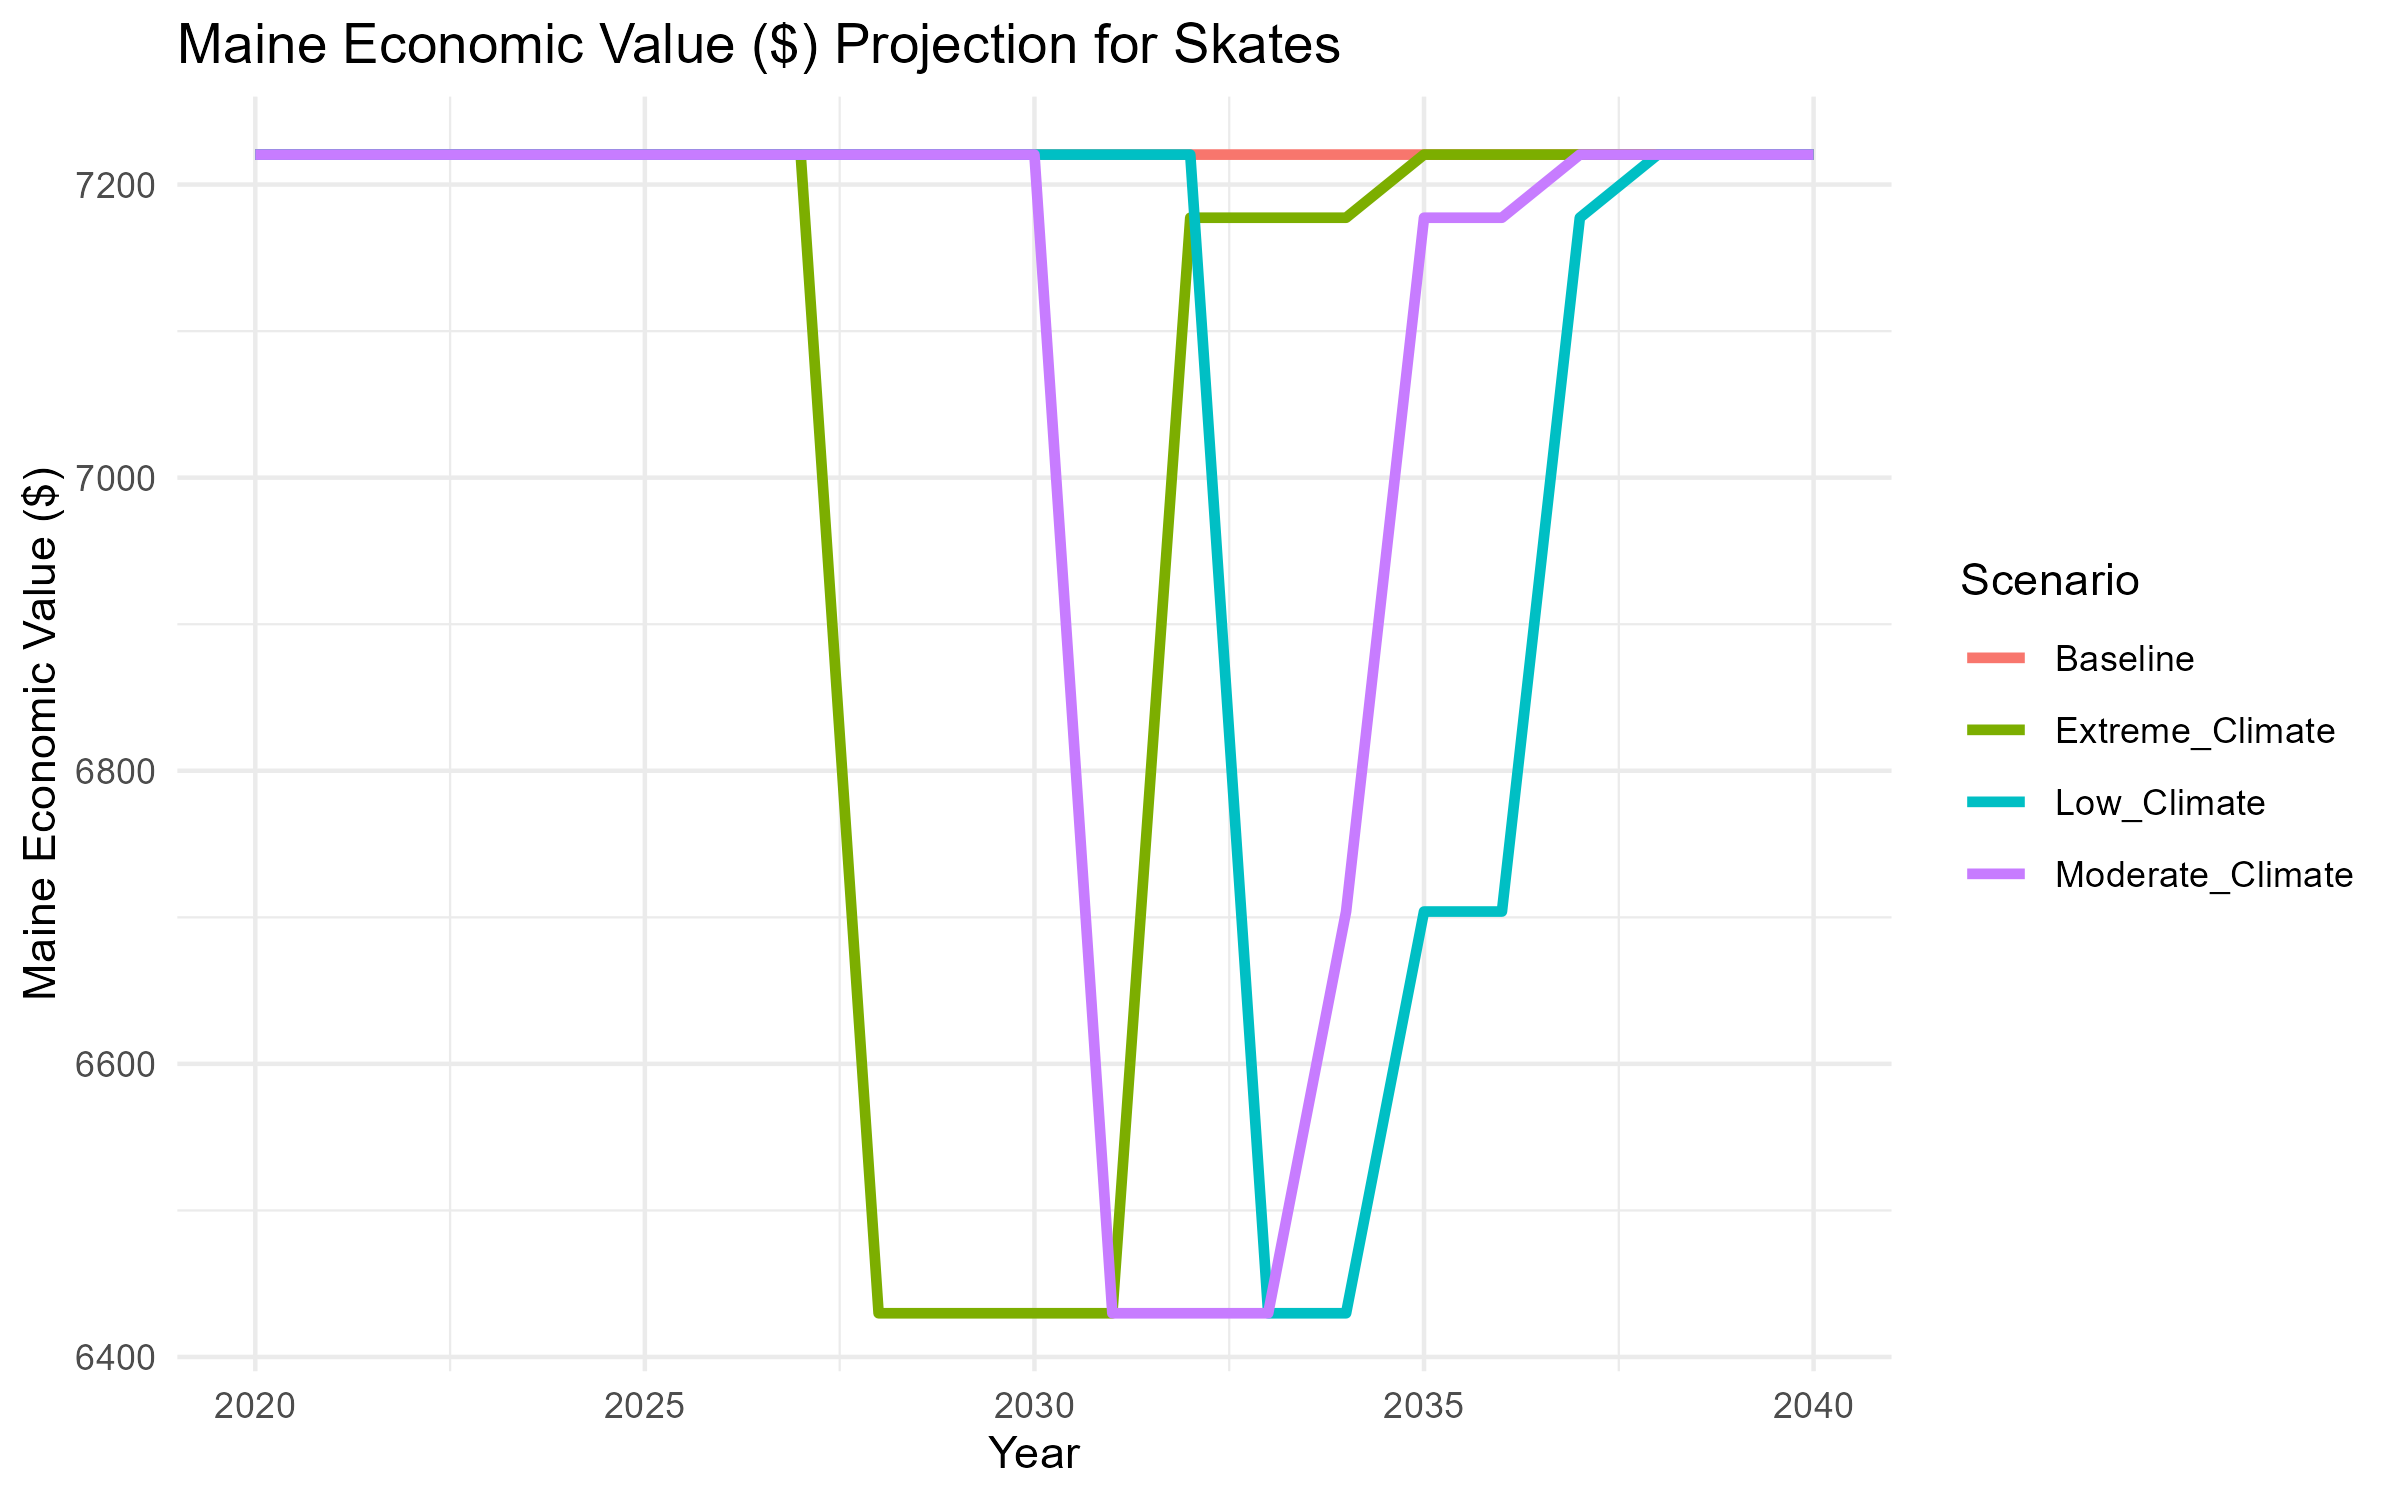 Maine Economic Value ($) Projection for Skates
Maine Economic Value ($)
7200
7000
6800
6600
6400
2020 2025 2030 2035 2040
Year
Scenario
Baseline
Extreme_Climate
Low_Climate
Moderate_Climate